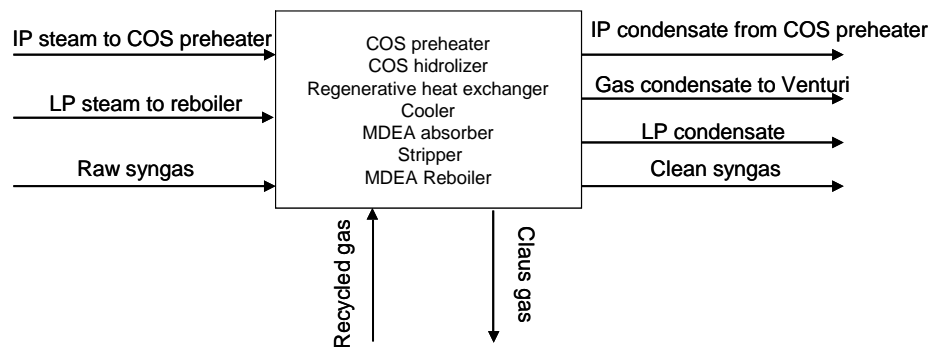 IP steam to COS preheater
LP steam to reboiler
Raw syngas
COS preheater
COS hidrolizer
Regenerative heat exchanger
Cooler
MDEA absorber
Stripper
MDEA Reboiler
IP condensate from COS preheater
Gas condensate to Venturi
LP condensate
Clean syngas
Recycled gas
Claus gas